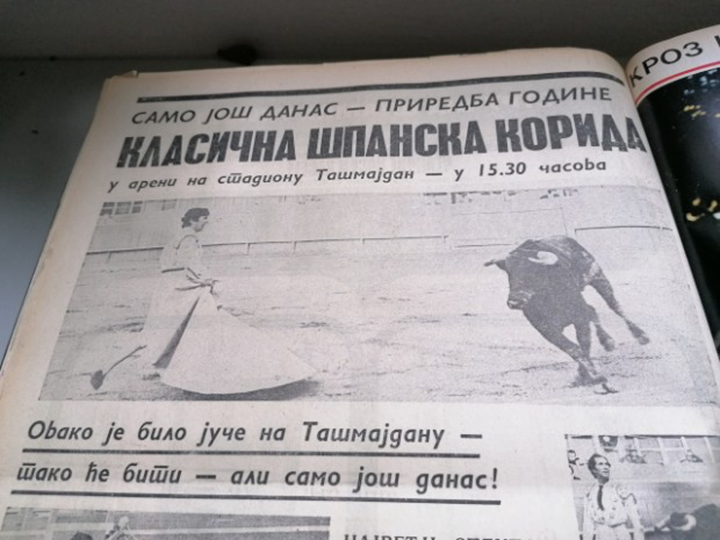 САМО ЈОШ ДАНАС — ПРИРЕДБА ГОДИНЕ
КЛАСИЧНА ШПАНСКА КОРИДА
у арени на стадиону Ташмајдан — у 15.30 часова
Овако је било јуче на Ташмајдану —
тако ће бити — али само још данас!
КРОЗ